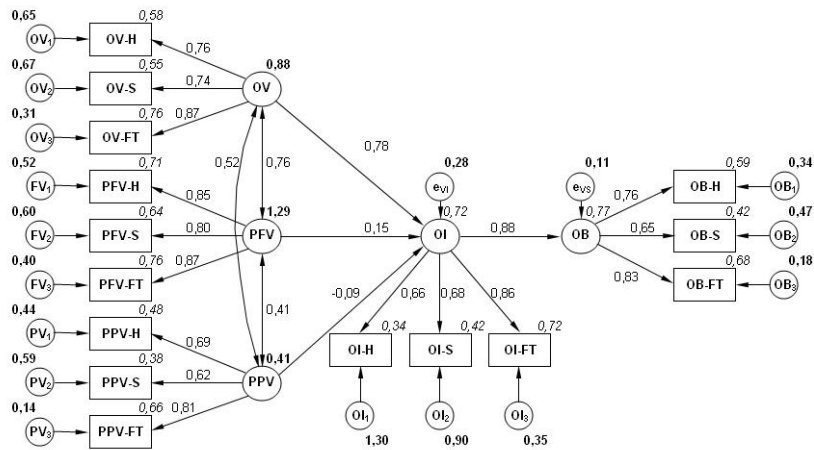 0,65
0,58
OV₁
OV-H
0,76
0,67
0,55
0,88
OV₂
OV-S
0,74
OV
0,31
0,76
0,87
OV₃
OV-FT
0,52
0,71
0,52
0,76
0,78
0,28
0,11
0,59
0,34
FV₁
PFV-H
0,85
eVI
eVS
0,76
OB-H
OB₁
0,60
0,64
1,29
0,72
0,77
0,42
0,47
FV₂
PFV-S
0,80
PFV
0,15
OI
0,88
OB
0,65
OB-S
OB₂
0,40
0,76
0,87
0,68
0,18
FV₃
PFV-FT
0,83
OB-FT
OB₃
0,44
0,48
0,41
-0,09
0,66
0,68
0,86
PV₁
PPV-H
0,69
0,34
0,42
0,72
0,59
0,38
0,41
OI-H
OI-S
OI-FT
PV₂
PPV-S
0,62
PPV
0,14
0,66
0,81
PV₃
PPV-FT
OI₁
OI₂
OI₃
1,30
0,90
0,35